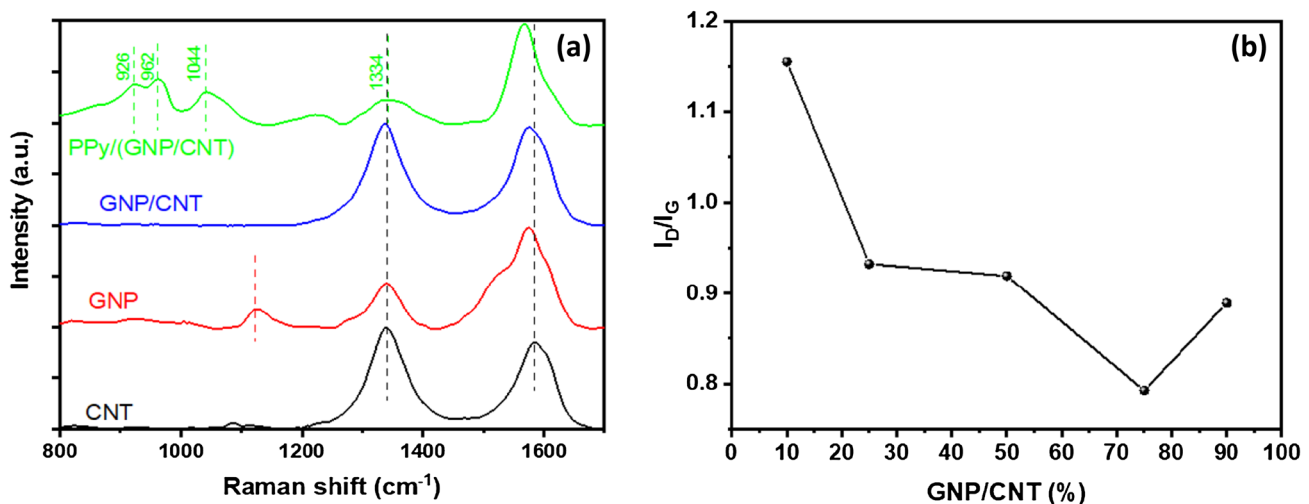 (a)
926
962
1044
1334
PPy/(GNP/CNT)
GNP/CNT
GNP
CNT
Intensity (a.u.)
800 1000 1200 1400 1600
Raman shift (cm⁻¹)
(b)
1.2
1.1
1.0
0.9
0.8
I_D/I_G
0 10 20 30 40 50 60 70 80 90 100
GNP/CNT (%)